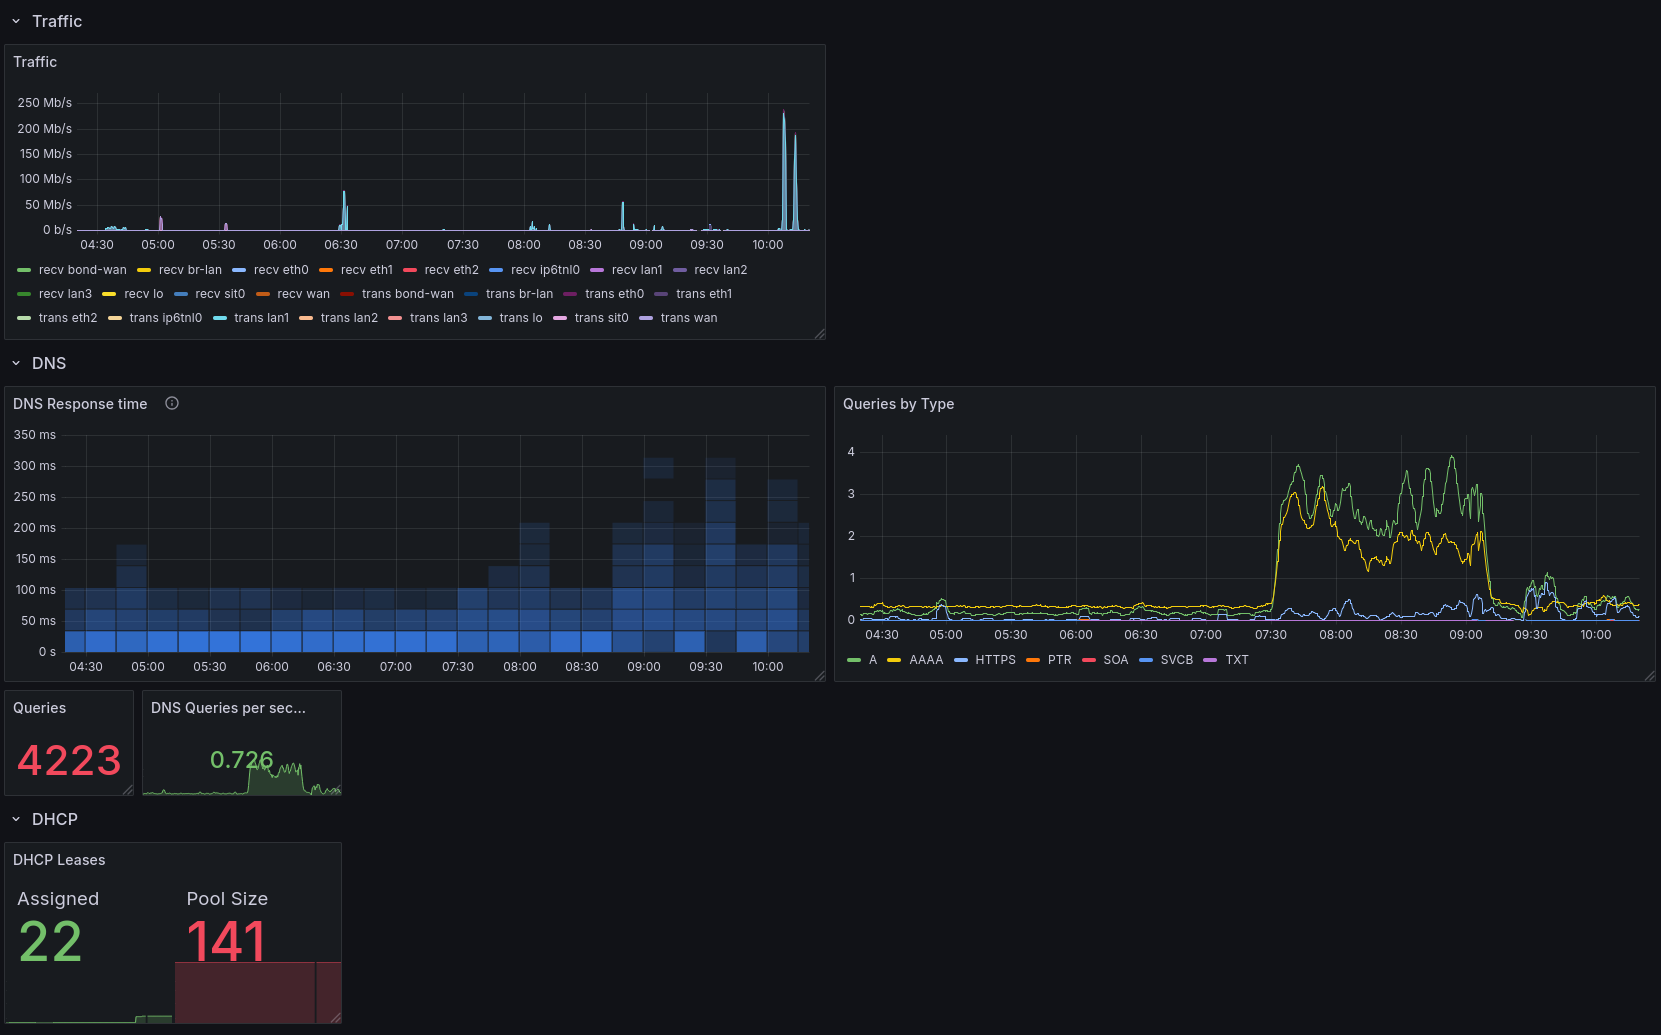 Traffic
Traffic
250 Mb/s
200 Mb/s
150 Mb/s
100 Mb/s
50 Mb/s
0 b/s
04:30 05:00 05:30 06:00 06:30 07:00 07:30 08:00 08:30 09:00 09:30 10:00
recv bond-wan recv br-lan recv eth0 recv eth1 recv eth2 recv ip6tnl0 recv lan1 recv lan2
recv lan3 recv lo recv sit0 recv wan trans bond-wan trans br-lan trans eth0 trans eth1
trans eth2 trans ip6tnl0 trans lan1 trans lan2 trans lan3 trans lo trans sit0 trans wan
DNS
DNS Response time
350 ms
300 ms
250 ms
200 ms
150 ms
100 ms
50 ms
0 s
04:30 05:00 05:30 06:00 06:30 07:00 07:30 08:00 08:30 09:00 09:30 10:00
Queries by Type
4
3
2
1
0
04:30 05:00 05:30 06:00 06:30 07:00 07:30 08:00 08:30 09:00 09:30 10:00
A AAAA HTTPS PTR SOA SVCB TXT
Queries
4223
DNS Queries per sec...
0.726
DHCP
DHCP Leases
Assigned Pool Size
22 141